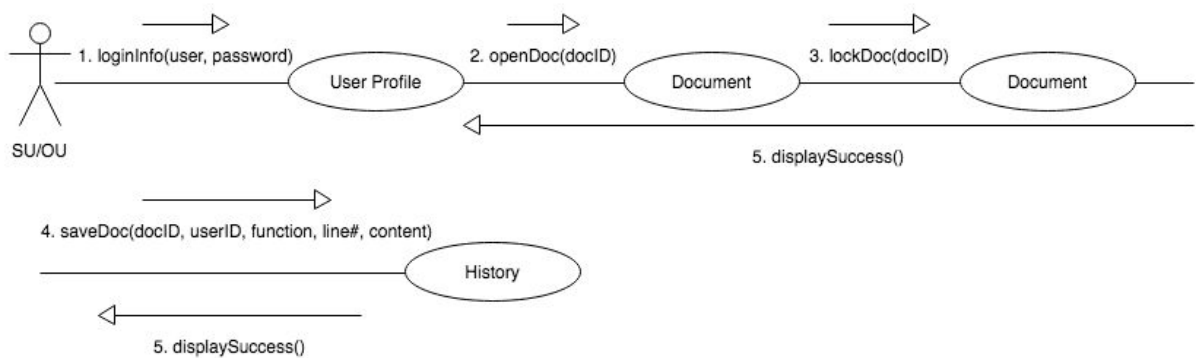 1. loginInfo(user, password)
2. openDoc(docID)
3. lockDoc(docID)
User Profile
Document
Document
SU/OU
5. displaySuccess()
4. saveDoc(docID, userID, function, line#, content)
History
5. displaySuccess()